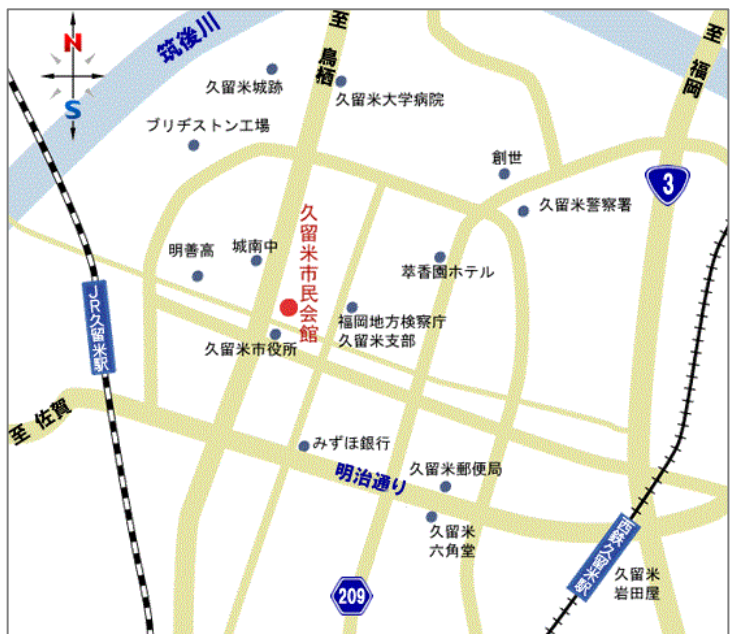 N
S
筑後川
至 鳥栖
至 福岡
久留米城跡
久留米大学病院
ブリヂストン工場
創世
3
久留米警察署
久留米市民会館
明善高
城南中
萃香園ホテル
JR久留米駅
福岡地方検察庁
久留米支部
久留米市役所
至 佐賀
みずほ銀行
明治通り
久留米郵便局
久留米
六角堂
西鉄久留米駅
久留米
岩田屋
209